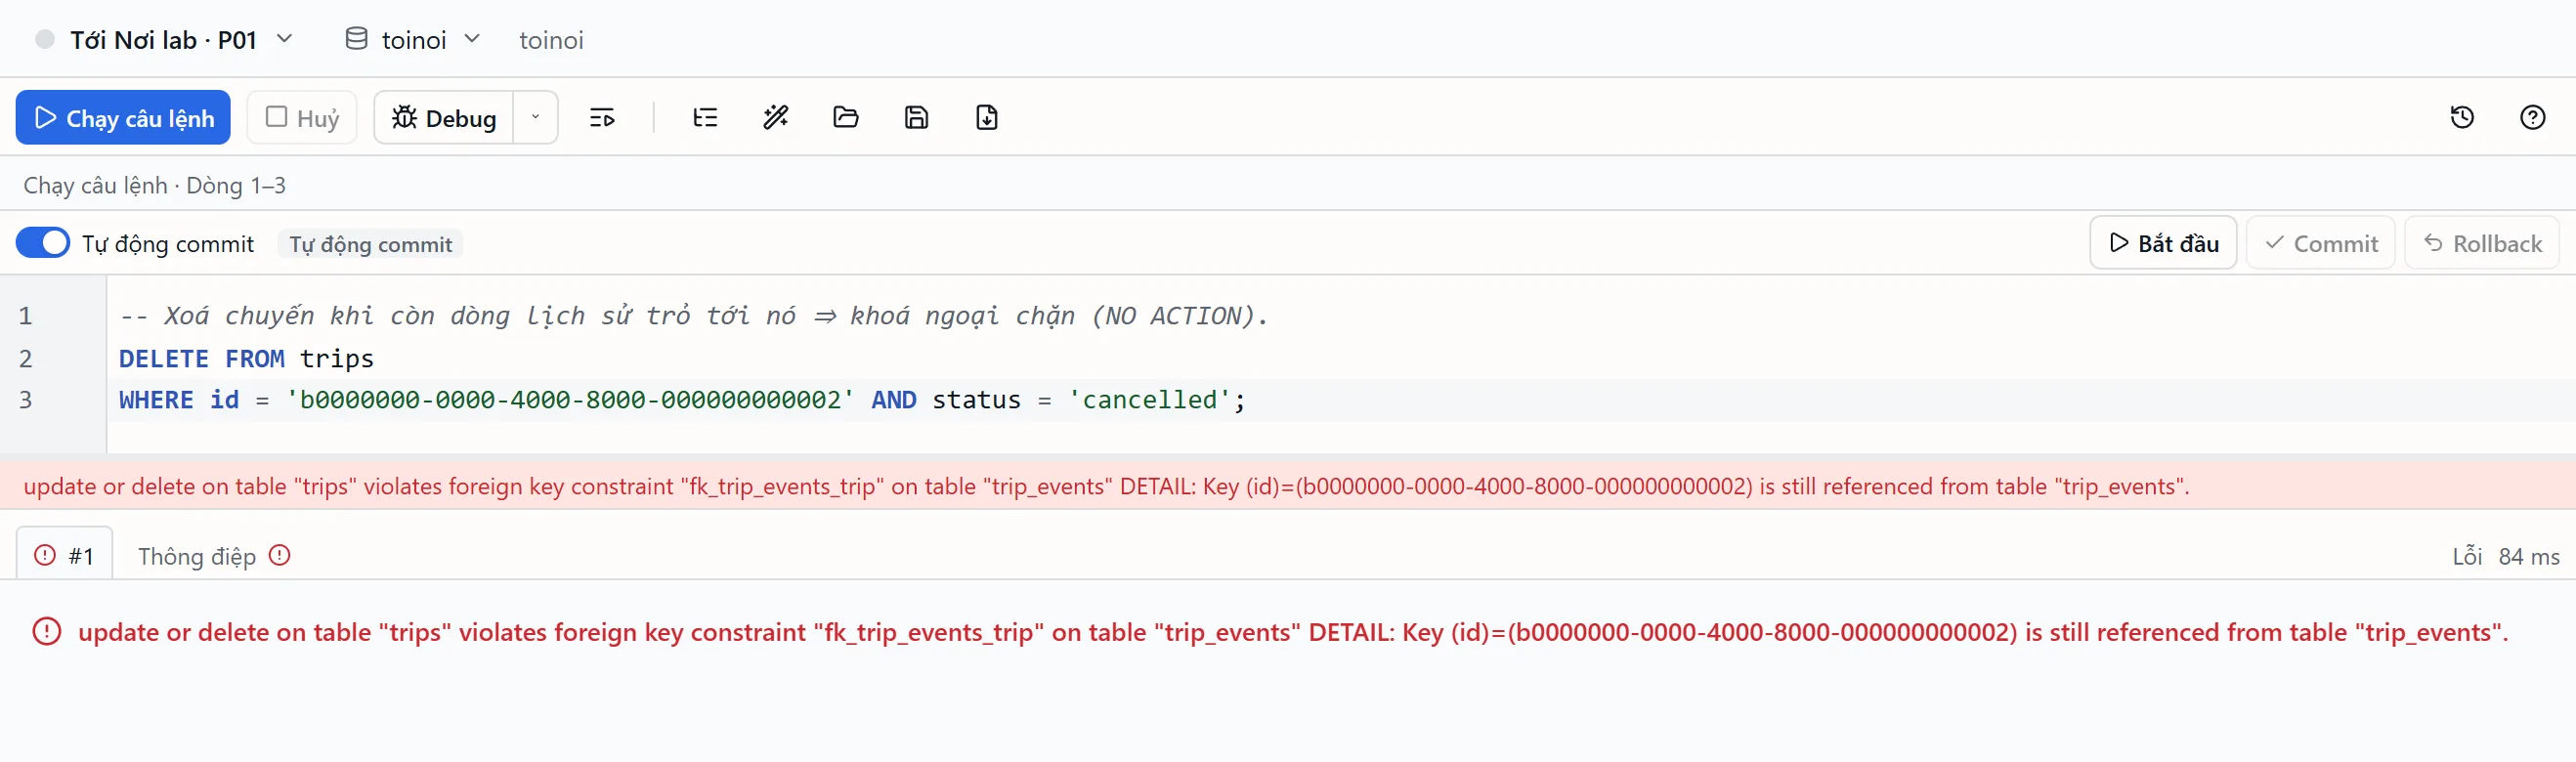 Tới Nơi lab · P01 toinoi toinoi
Chạy câu lệnh Huỷ Debug
Chạy câu lệnh · Dòng 1–3
Tự động commit Tự động commit Bắt đầu Commit Rollback
1 -- Xoá chuyến khi còn dòng lịch sử trỏ tới nó => khoá ngoại chặn (NO ACTION).
2 DELETE FROM trips
3 WHERE id = 'b0000000-0000-4000-8000-000000000002' AND status = 'cancelled';
update or delete on table "trips" violates foreign key constraint "fk_trip_events_trip" on table "trip_events" DETAIL: Key (id)=(b0000000-0000-4000-8000-000000000002) is still referenced from table "trip_events".
#1 Thông điệp Lỗi 84 ms
update or delete on table "trips" violates foreign key constraint "fk_trip_events_trip" on table "trip_events" DETAIL: Key (id)=(b0000000-0000-4000-8000-000000000002) is still referenced from table "trip_events".